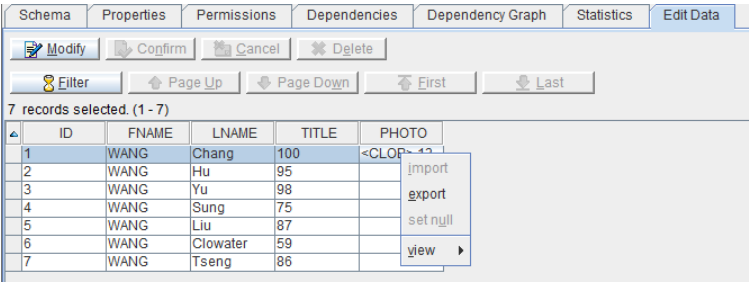 Schema Properties Permissions Dependencies Dependency Graph Statistics Edit Data
Modify Confirm Cancel Delete
Filter Page Up Page Down First Last
7 records selected. (1 - 7)
ID FNAME LNAME TITLE PHOTO
1 WANG Chang 100
2 WANG Hu 95
3 WANG Yu 98
4 WANG Sung 75
5 WANG Liu 87
6 WANG Clowater 59
7 WANG Tseng 86
import
export
set null
view